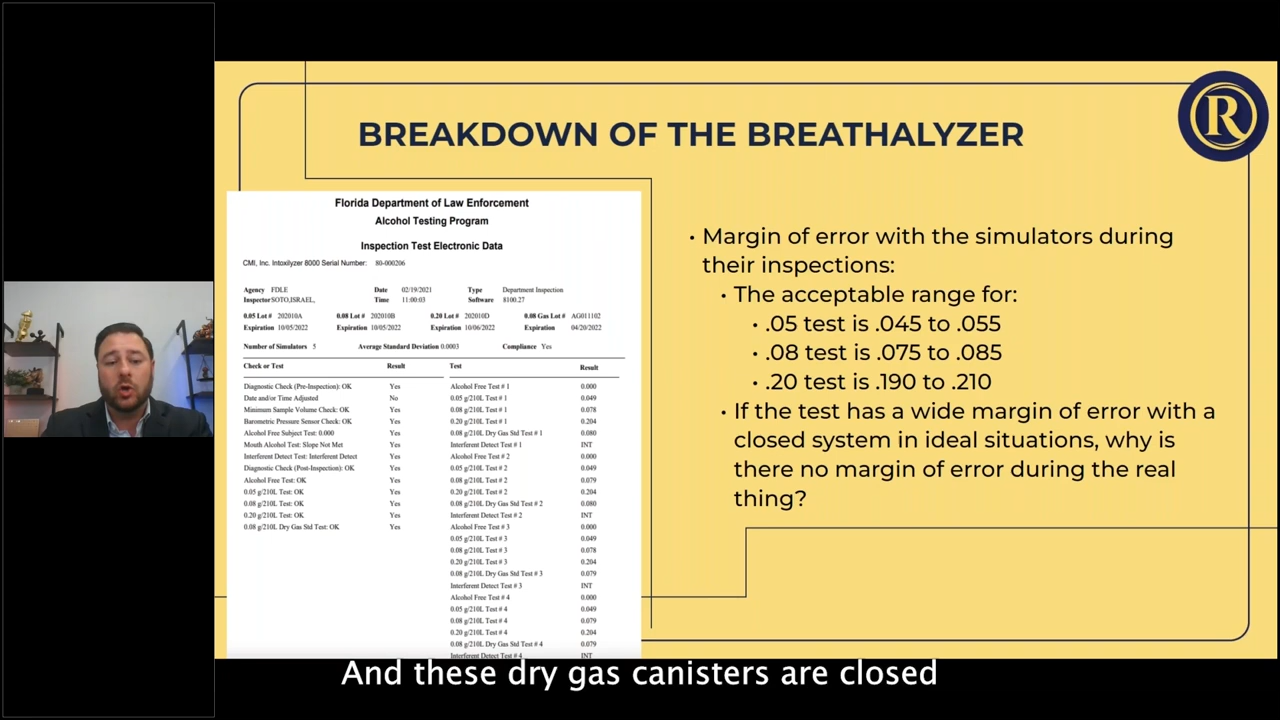 BREAKDOWN OF THE BREATHALYZER
R
Florida Department of Law Enforcement
Alcohol Testing Program
Inspection Test Electronic Data
CMI, Inc. Intoxilyzer 8000 Serial Number: 80-000206
Agency FDLE Date 02/19/2021 Type Department Inspection
Inspector SOTO,ISRAEL, Time 11:00:03 Software 8100.27
0.05 Lot # 202010A 0.08 Lot # 202010B 0.20 Lot # 202010D 0.08 Gas Lot # AG011102
Expiration 10/05/2022 Expiration 10/05/2022 Expiration 10/06/2022 Expiration 04/20/2022
Number of Simulators 5 Average Standard Deviation 0.0003 Compliance Yes
Check or Test Result Test Result
Diagnostic Check (Pre-Inspection): OK Yes Alcohol Free Test # 1 0.000
Date and/or Time Adjusted No 0.05 g/210L Test # 1 0.049
Minimum Sample Volume Check: OK Yes 0.08 g/210L Test # 1 0.078
Barometric Pressure Sensor Check: OK Yes 0.20 g/210L Test # 1 0.204
Alcohol Free Subject Test: 0.000 Yes 0.08 g/210L Dry Gas Std Test # 1 0.080
Mouth Alcohol Test: Slope Not Met Yes Interferent Detect Test # 1 INT
Interferent Detect Test: Interferent Detect Yes Alcohol Free Test # 2 0.000
Diagnostic Check (Post-Inspection): OK Yes 0.05 g/210L Test # 2 0.049
Alcohol Free Test: OK Yes 0.08 g/210L Test # 2 0.079
0.05 g/210L Test: OK Yes 0.20 g/210L Test # 2 0.204
0.08 g/210L Test: OK Yes 0.08 g/210L Dry Gas Std Test # 2 0.080
0.20 g/210L Test: OK Yes Interferent Detect Test # 2 INT
0.08 g/210L Dry Gas Std Test: OK Yes Alcohol Free Test # 3 0.000
0.05 g/210L Test # 3 0.049
0.08 g/210L Test # 3 0.078
0.20 g/210L Test # 3 0.204
0.08 g/210L Dry Gas Std Test # 3 0.079
Interferent Detect Test # 3 INT
Alcohol Free Test # 4 0.000
0.05 g/210L Test # 4 0.049
0.08 g/210L Test # 4 0.079
0.20 g/210L Test # 4 0.204
0.08 g/210L Dry Gas Std Test # 4 0.079
Interferent Detect Test # 4 INT
• Margin of error with the simulators during
their inspections:
• The acceptable range for:
• .05 test is .045 to .055
• .08 test is .075 to .085
• .20 test is .190 to .210
• If the test has a wide margin of error with a
closed system in ideal situations, why is
there no margin of error during the real
thing?
And these dry gas canisters are closed